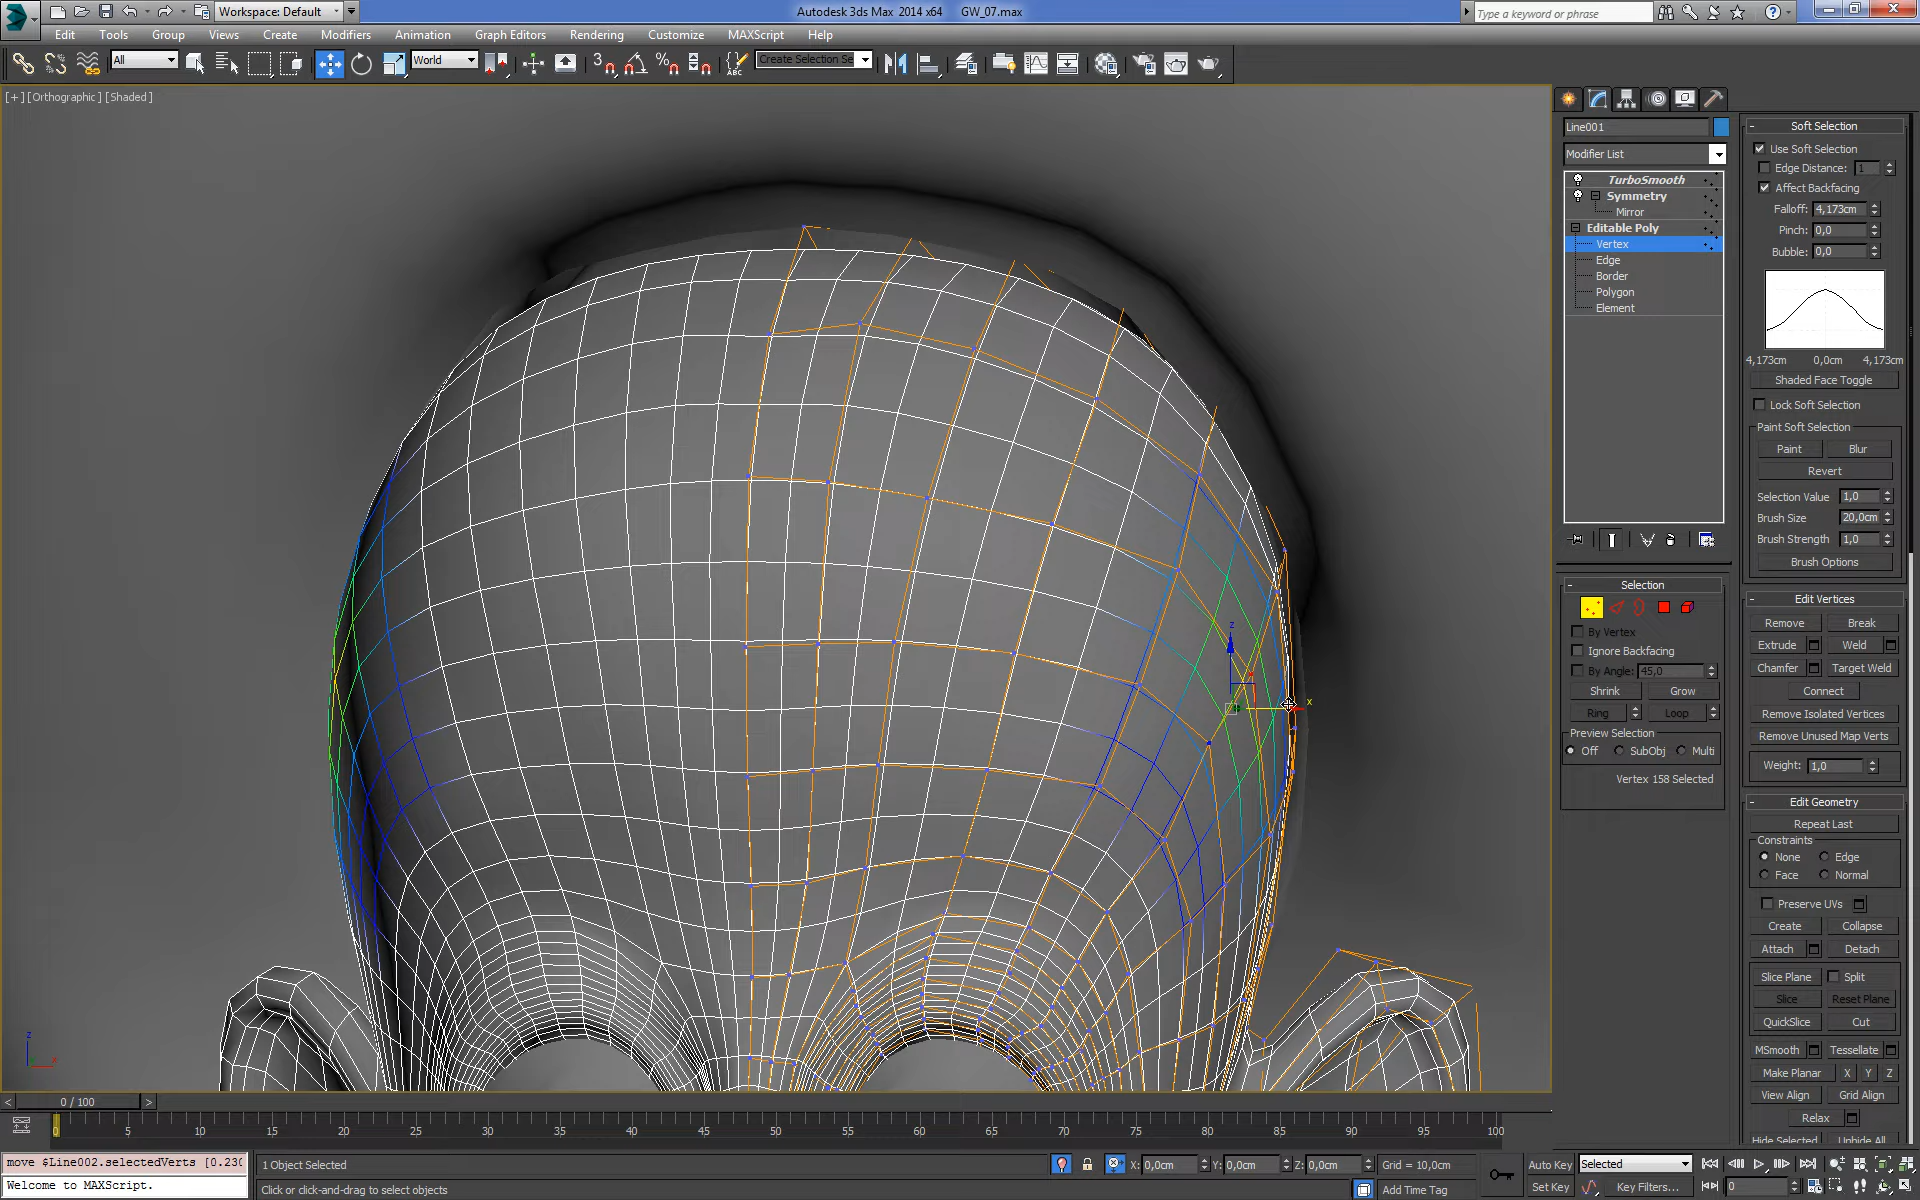 Workspace: Default
Autodesk 3ds Max 2014 x64 GW_07.max
Type a keyword or phrase
Edit Tools Group Views Create Modifiers Animation Graph Editors Rendering Customize MAXScript Help
All World Create Selection Se
[+] [Orthographic] [Shaded]
Line001
Modifier List
TurboSmooth
Symmetry
Mirror
Editable Poly
Vertex
Edge
Border
Polygon
Element
Selection
By Vertex
Ignore Backfacing
By Angle: 45,0
Shrink Grow
Ring Loop
Preview Selection
Off SubObj Multi
Vertex 158 Selected
Soft Selection
Use Soft Selection
Edge Distance: 1
Affect Backfacing
Falloff: 4,173cm
Pinch: 0,0
Bubble: 0,0
4,173cm 0,0cm 4,173cm
Shaded Face Toggle
Lock Soft Selection
Paint Soft Selection
Paint Blur
Revert
Selection Value 1,0
Brush Size 20,0cm
Brush Strength 1,0
Brush Options
Edit Vertices
Remove Break
Extrude Weld
Chamfer Target Weld
Connect
Remove Isolated Vertices
Remove Unused Map Verts
Weight: 1,0
Edit Geometry
Repeat Last
Constraints
None Edge
Face Normal
Preserve UVs
Create Collapse
Attach Detach
Slice Plane Split
Slice Reset Plane
QuickSlice Cut
MSmooth Tessellate
Make Planar X Y Z
View Align Grid Align
Relax
Hide Selected Unhide All
z
x
z
x
0 / 100
0 5 10 15 20 25 30 35 40 45 50 55 60 65 70 75 80 85 90 95 100
move $Line002.selectedVerts [0.230
Welcome to MAXScript.
1 Object Selected
Click or click-and-drag to select objects
X: 0,0cm Y: 0,0cm Z: 0,0cm Grid = 10,0cm
Add Time Tag
Auto Key Selected
Set Key Key Filters... 0